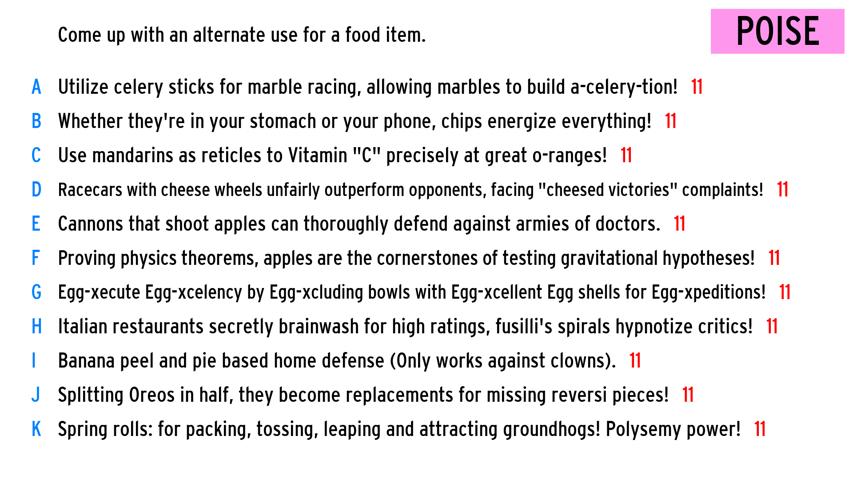 Come up with an alternate use for a food item.
POISE
A Utilize celery sticks for marble racing, allowing marbles to build a-celery-tion! 11
B Whether they're in your stomach or your phone, chips energize everything! 11
C Use mandarins as reticles to Vitamin "C" precisely at great o-ranges! 11
D Racecars with cheese wheels unfairly outperform opponents, facing "cheesed victories" complaints! 11
E Cannons that shoot apples can thoroughly defend against armies of doctors. 11
F Proving physics theorems, apples are the cornerstones of testing gravitational hypotheses! 11
G Egg-xecute Egg-xcelency by Egg-xcluding bowls with Egg-xcellent Egg shells for Egg-xpeditions! 11
H Italian restaurants secretly brainwash for high ratings, fusilli's spirals hypnotize critics! 11
I Banana peel and pie based home defense (Only works against clowns). 11
J Splitting Oreos in half, they become replacements for missing reversi pieces! 11
K Spring rolls: for packing, tossing, leaping and attracting groundhogs! Polysemy power! 11